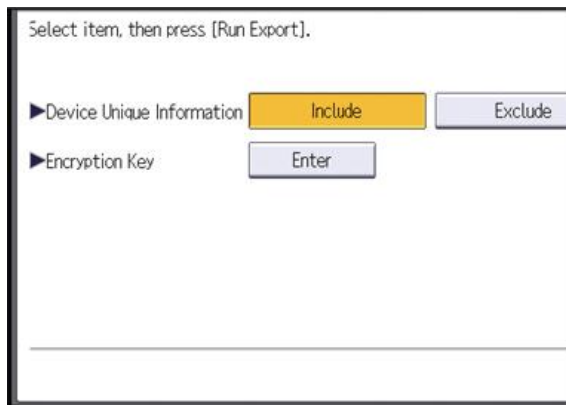 Select item, then press [Run Export].
►Device Unique Information Include Exclude
►Encryption Key Enter